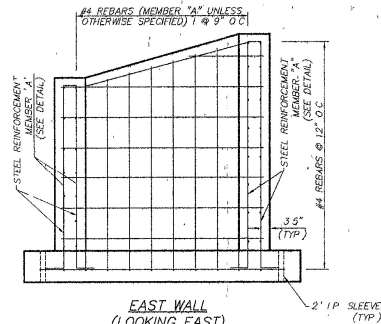 #4 REBARS (MEMBER "A" UNLESS
OTHERWISE SPECIFIED) 1 @ 9" O C
STEEL REINFORCEMENT
MEMBER 'A'
(SEE DETAIL)
STEEL REINFORCEMENT
MEMBER "A"
(SEE DETAIL)
#4 REBARS @ 12" O.C
3 5"
(TYP)
EAST WALL
(LOOKING EAST)
2' I P SLEEVE
(TYP)